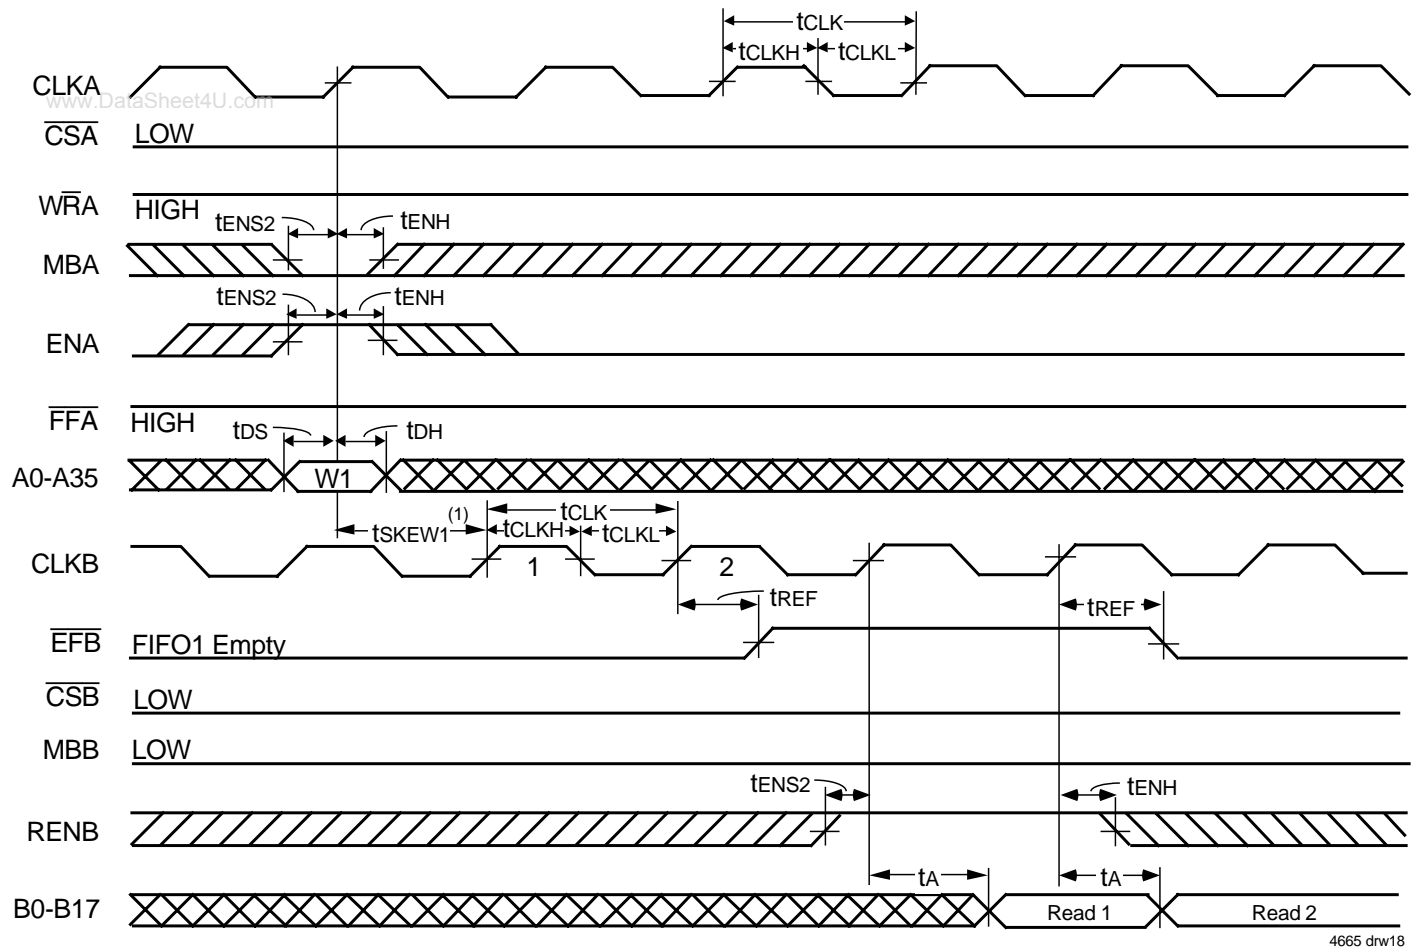 tCLK
tCLKH tCLKL
CLKA
www.DataSheet4U.com
CSA LOW
WRA HIGH
tENS2 tENH
MBA
tENS2 tENH
ENA
FFA HIGH
tDS tDH
A0-A35 W1
tSKEW1(1) tCLK
tCLKH tCLKL
CLKB 1 2
tREF tREF
EFB FIFO1 Empty
CSB LOW
MBB LOW
tENS2 tENH
RENB
tA tA
B0-B17 Read 1 Read 2
4665 drw18